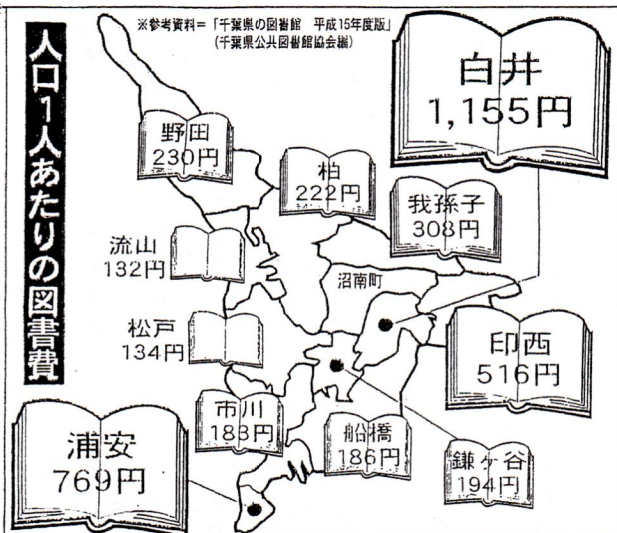 人口1人あたりの図書費
※参考資料=「千葉県の図書館 平成15年度版」
(千葉県公共図書館協会編)
白井
1,155円
野田
230円
柏
222円
我孫子
308円
流山
132円
沼南町
松戸
134円
印西
516円
市川
183円
船橋
186円
鎌ヶ谷
194円
浦安
769円